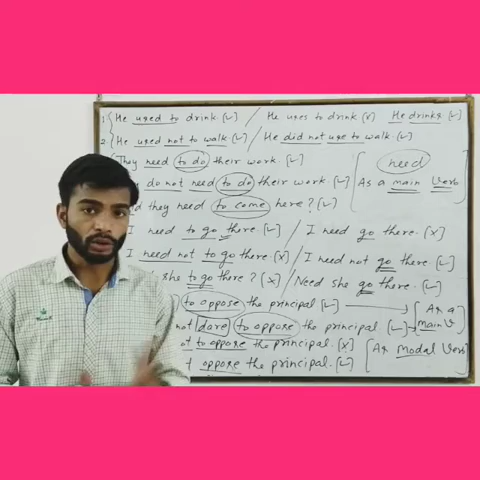 1. He used to drink. [✓] / He uses to drink [x] He drinks [✓]
2. He used not to walk [✓] / He did not use to walk. [✓]
They need to do their work. [✓] need
do not need to do their work. [✓] As a main Verb
they need to come here? [✓]
I need to go there [✓] / I need go there. [x]
I need not to go there [x] / I need not go there. [✓]
she to go there? [x] / Need she go there. [✓]
to oppose the principal [✓] As a
not dare to oppose the principal [✓] main V
to oppose the principal. [x] As Modal Verb
oppose the principal. [✓]